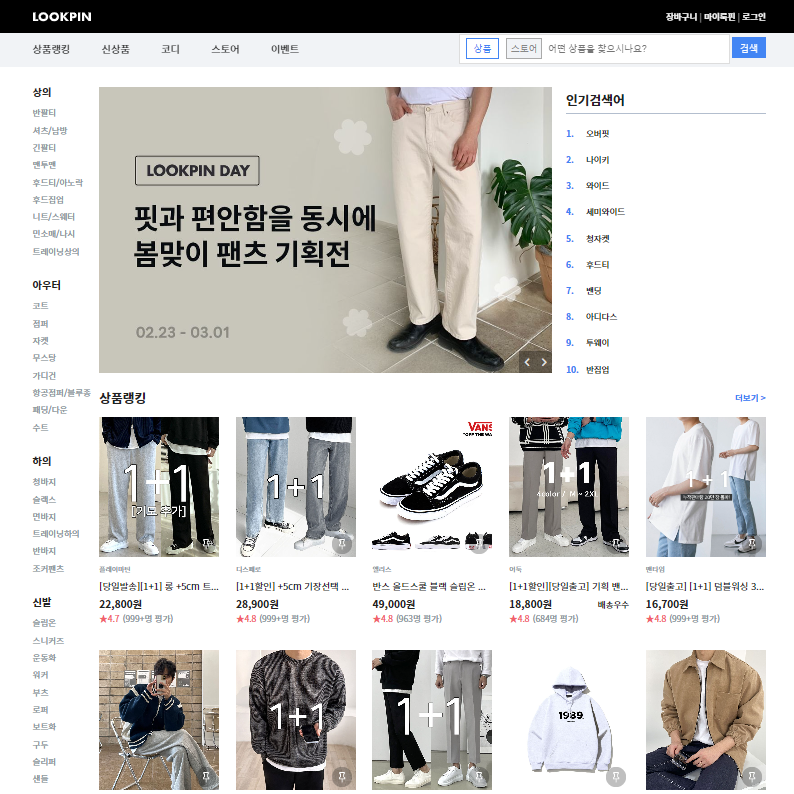 LOOKPIN
장바구니 | 마이룩핀 | 로그인
상품랭킹 신상품 코디 스토어 이벤트
상품 스토어 어떤 상품을 찾으시나요? 검색
상의
반팔티
셔츠/남방
긴팔티
맨투맨
후드티/아노락
후드집업
니트/스웨터
민소매/나시
트레이닝상의
아우터
코트
점퍼
자켓
무스탕
가디건
항공점퍼/블루종
패딩/다운
수트
하의
청바지
슬랙스
면바지
트레이닝하의
반바지
조거팬츠
신발
슬립온
스니커즈
운동화
워커
부츠
로퍼
보트화
구두
슬리퍼
샌들
LOOKPIN DAY
핏과 편안함을 동시에
봄맞이 팬츠 기획전
02.23 - 03.01
인기검색어
1. 오버핏
2. 나이키
3. 와이드
4. 세미와이드
5. 청자켓
6. 후드티
7. 밴딩
8. 아디다스
9. 투웨이
10. 반집업
상품랭킹
더보기 >
1+1
[기모 추가]
1+1
VANS
"OFF THE WA
1+1
4color / M ~ 2XL
1 + 1
플레이마틴
[당일발송][1+1] 롱 +5cm 트...
22,800원
★4.7 (999+명 평가)
디스페로
[1+1할인] +5cm 기장선택 ...
28,900원
★4.8 (999+명 평가)
앨리스
반스 올드스쿨 블랙 슬립온 ...
49,000원
★4.8 (963명 평가)
어둑
[1+1할인][당일출고] 기획 밴...
18,800원 배송우수
★4.8 (684명 평가)
맨타임
[당일출고] [1+1] 덤블워싱 3...
16,700원
★4.8 (999+명 평가)
1+1
1+1
1989.